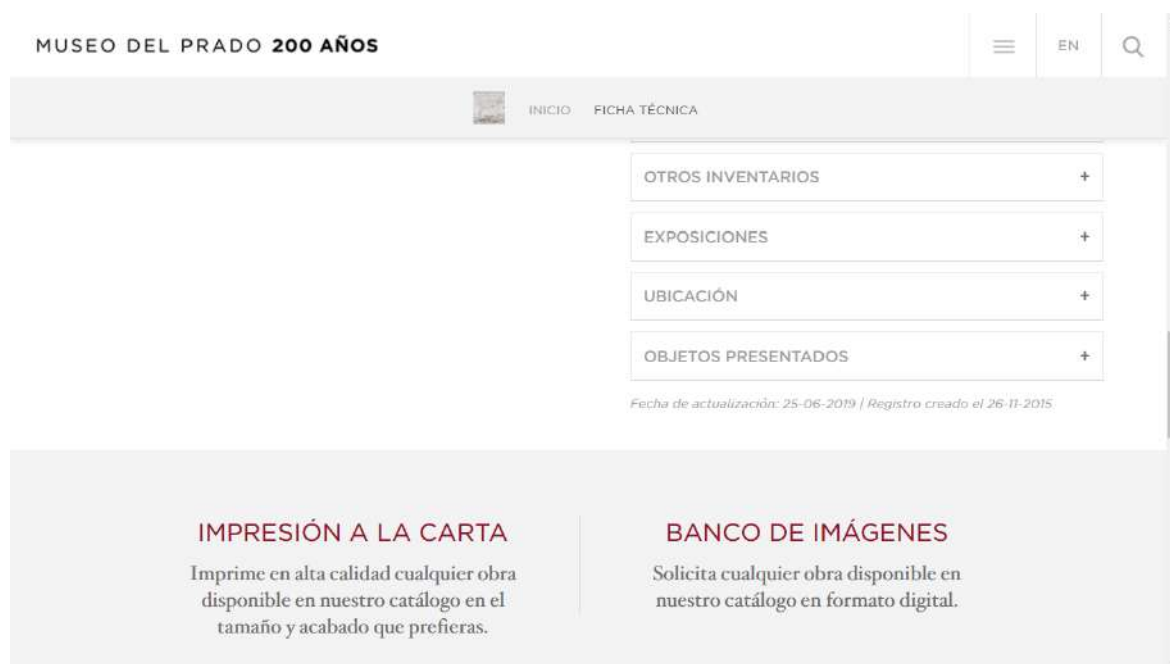 MUSEO DEL PRADO 200 AÑOS
EN
INICIO FICHA TÉCNICA
OTROS INVENTARIOS +
EXPOSICIONES +
UBICACIÓN +
OBJETOS PRESENTADOS +
Fecha de actualización: 25-06-2019 | Registro creado el 26-11-2015
IMPRESIÓN A LA CARTA
Imprime en alta calidad cualquier obra
disponible en nuestro catálogo en el
tamaño y acabado que prefieras.
BANCO DE IMÁGENES
Solicita cualquier obra disponible en
nuestro catálogo en formato digital.